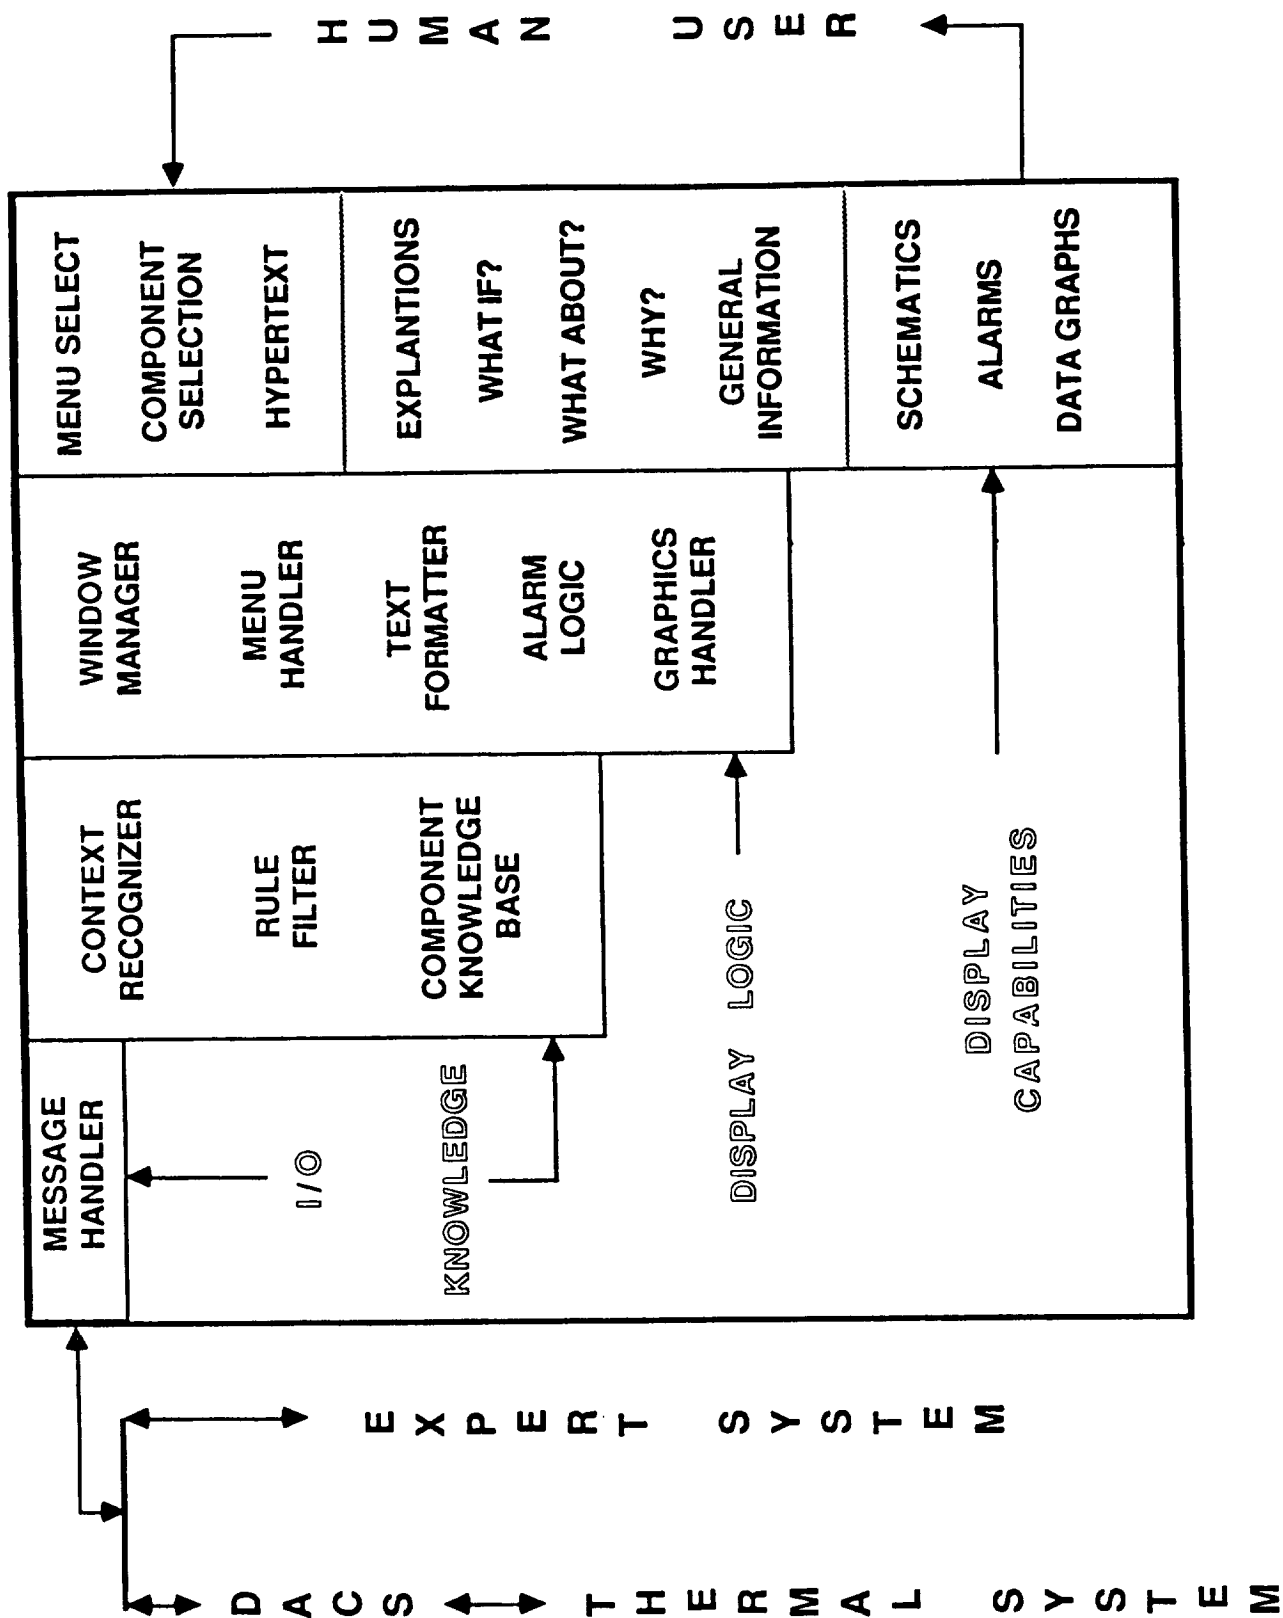 DACS
THERMAL SYSTEM
EXPERT SYSTEM
MESSAGE
HANDLER
I/O
KNOWLEDGE
DISPLAY LOGIC
DISPLAY
CAPABILITIES
CONTEXT
RECOGNIZER
RULE
FILTER
COMPONENT
KNOWLEDGE
BASE
WINDOW
MANAGER
MENU
HANDLER
TEXT
FORMATTER
ALARM
LOGIC
GRAPHICS
HANDLER
MENU SELECT
COMPONENT
SELECTION
HYPERTEXT
EXPLANTIONS
WHAT IF?
WHAT ABOUT?
WHY?
GENERAL
INFORMATION
SCHEMATICS
ALARMS
DATA GRAPHS
HUMAN USER